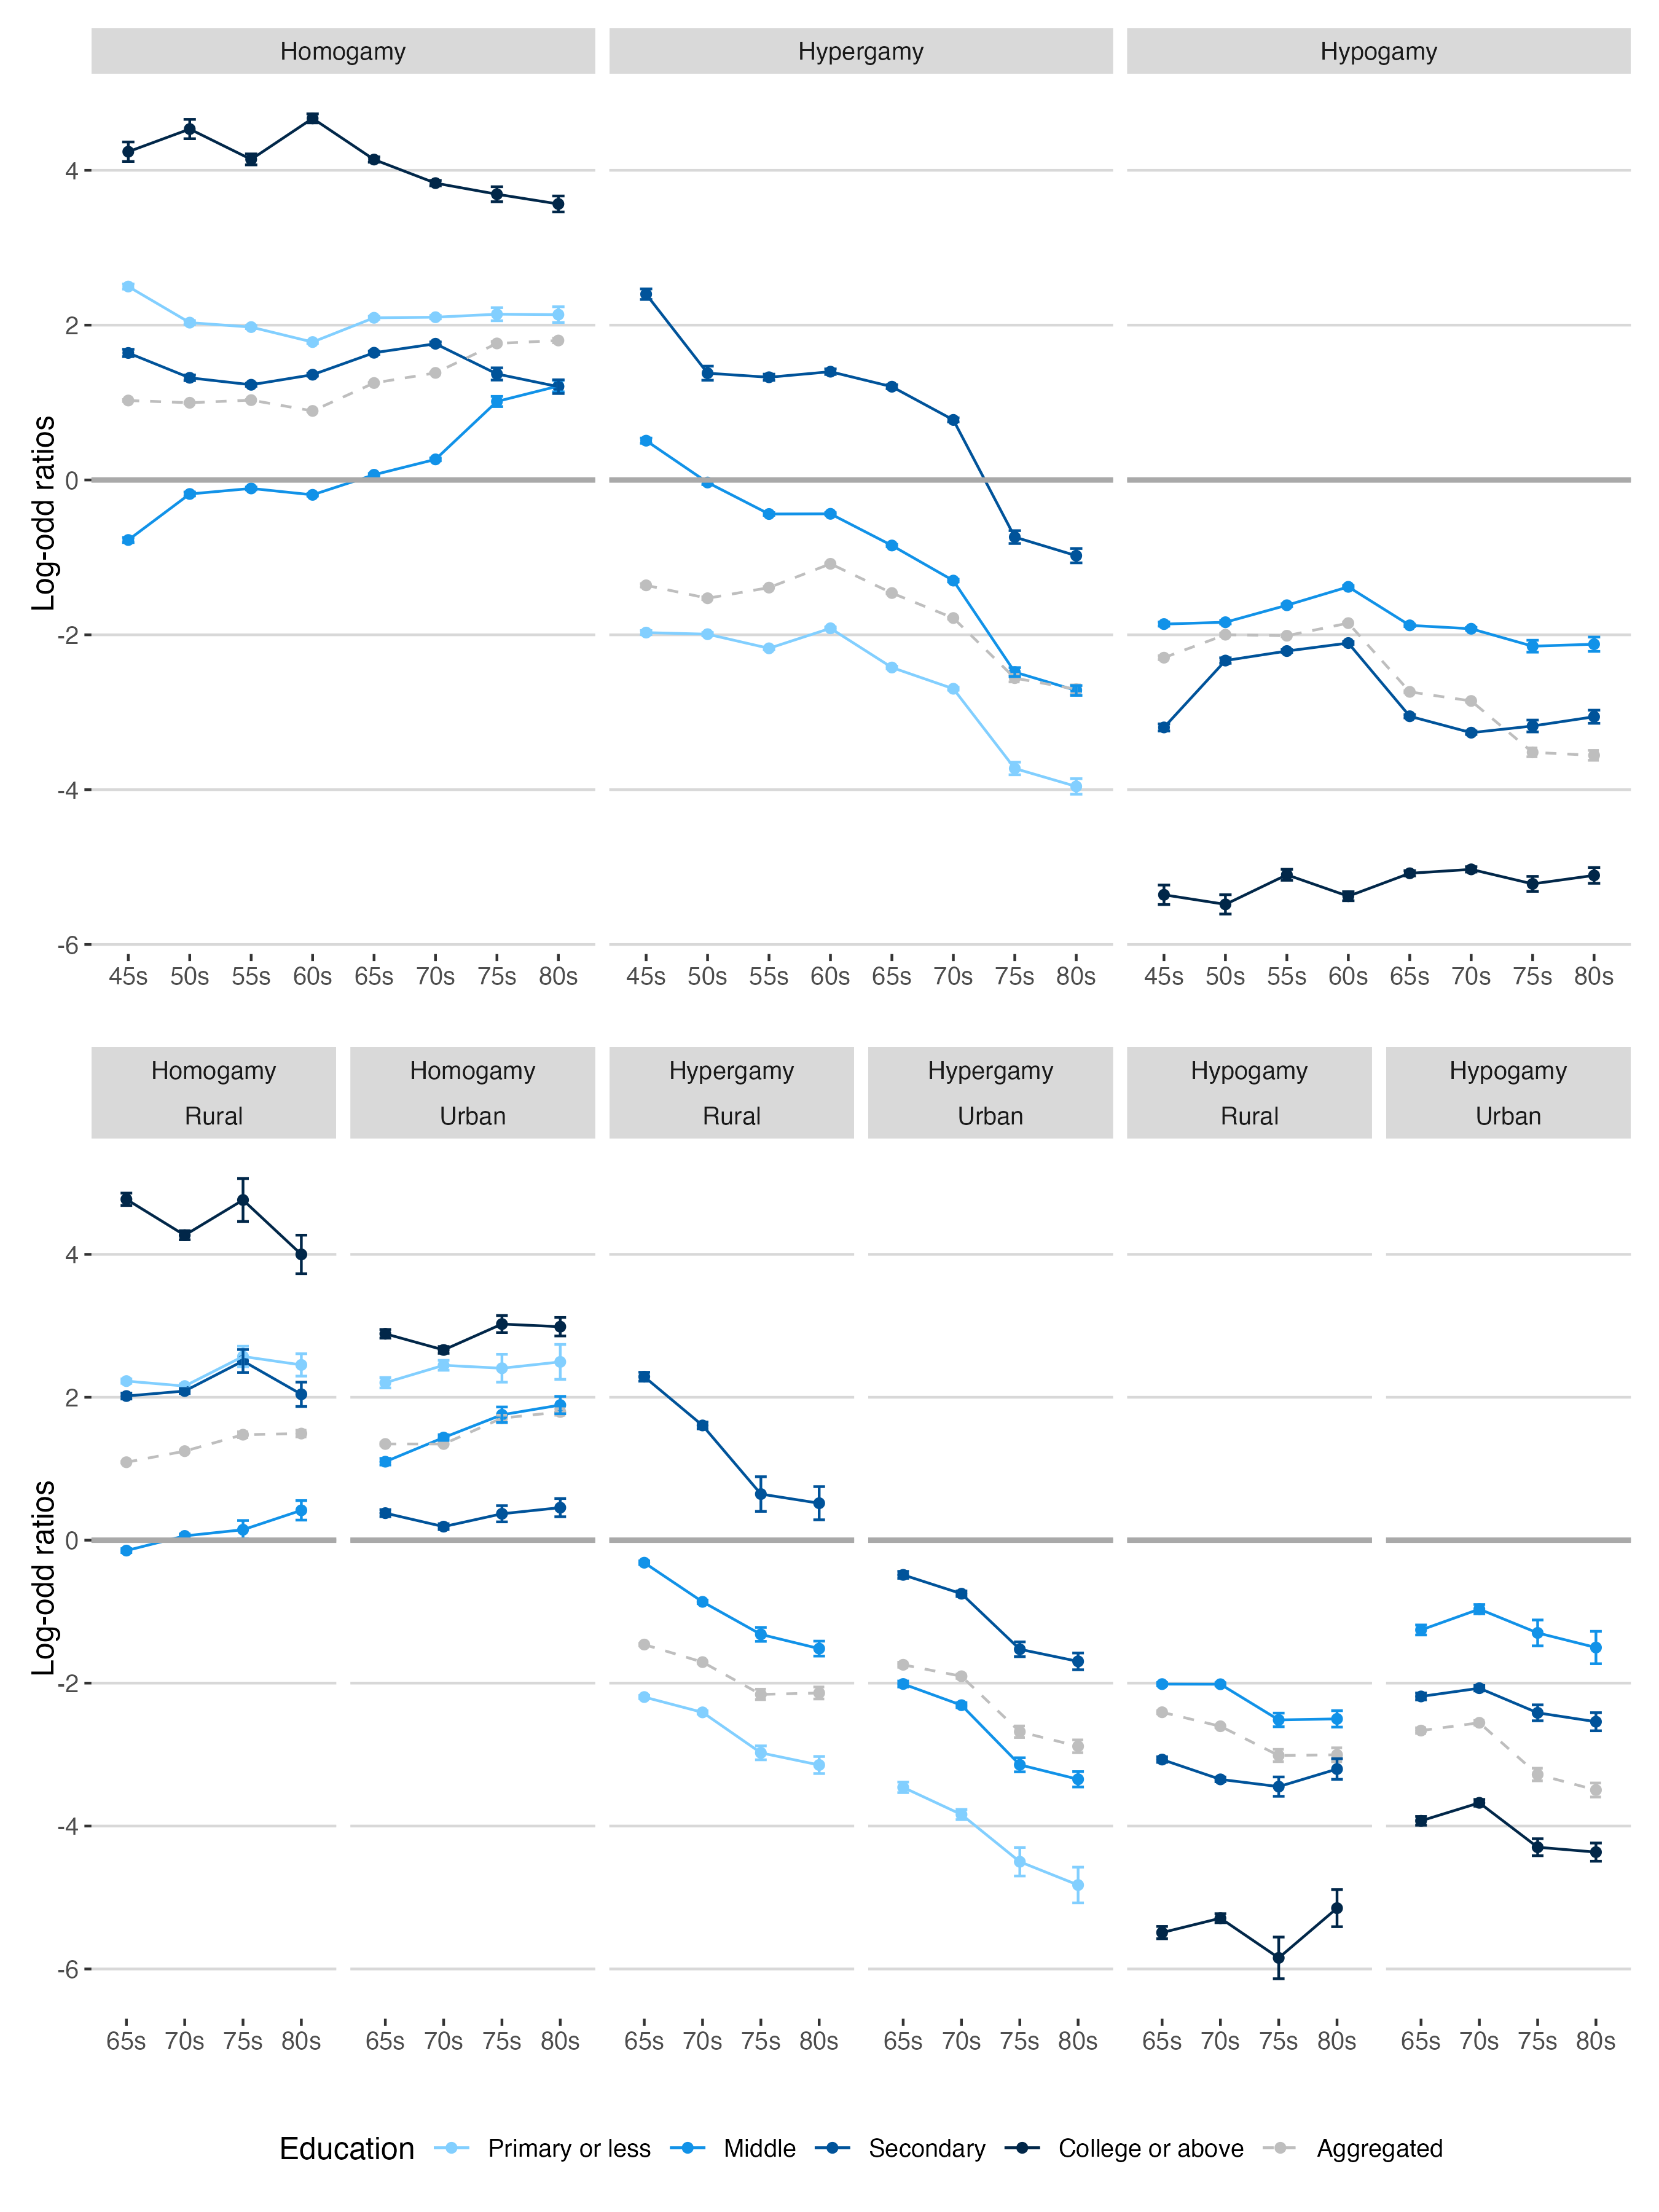 Homogamy Hypergamy Hypogamy
Log-odd ratios
4
2
0
-2
-4
-6
45s 50s 55s 60s 65s 70s 75s 80s 45s 50s 55s 60s 65s 70s 75s 80s 45s 50s 55s 60s 65s 70s 75s 80s
Homogamy Homogamy Hypergamy Hypergamy Hypogamy Hypogamy
Rural Urban Rural Urban Rural Urban
Log-odd ratios
4
2
0
-2
-4
-6
65s 70s 75s 80s 65s 70s 75s 80s 65s 70s 75s 80s 65s 70s 75s 80s 65s 70s 75s 80s 65s 70s 75s 80s
Education Primary or less Middle Secondary College or above Aggregated